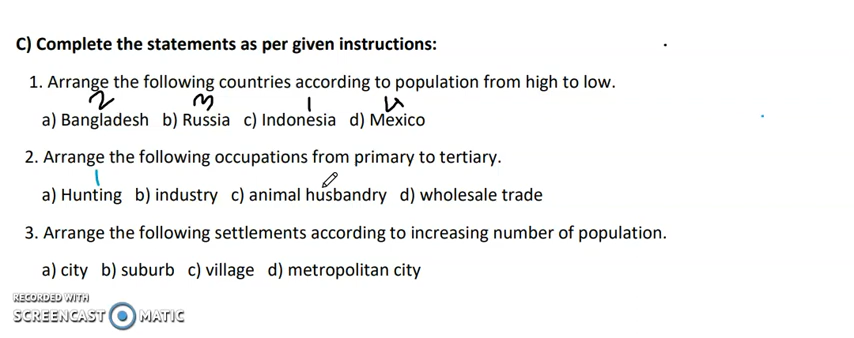 C) Complete the statements as per given instructions:
1. Arrange the following countries according to population from high to low.
2 3 1 4
a) Bangladesh b) Russia c) Indonesia d) Mexico
2. Arrange the following occupations from primary to tertiary.
1
a) Hunting b) industry c) animal husbandry d) wholesale trade
3. Arrange the following settlements according to increasing number of population.
a) city b) suburb c) village d) metropolitan city
RECORDED WITH
SCREENCAST MATIC